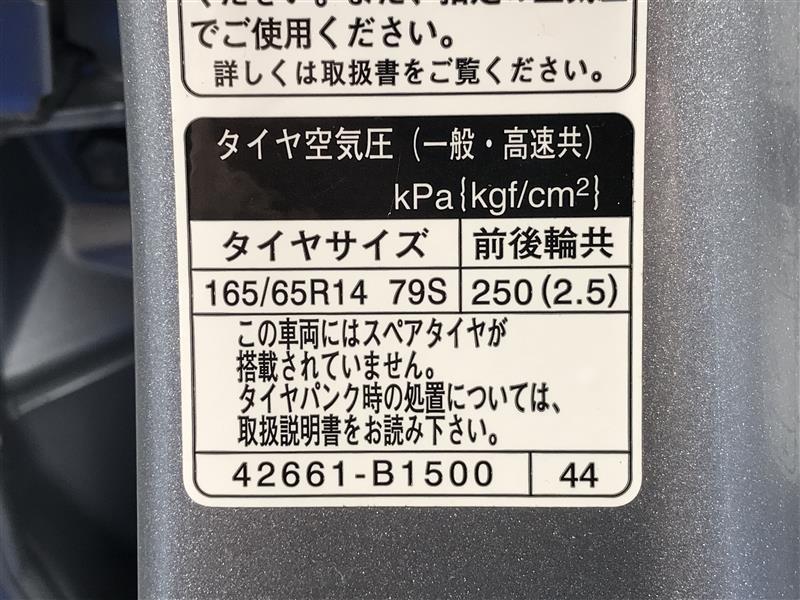 でご使用ください。
詳しくは取扱書をご覧ください。
タイヤ空気圧（一般・高速共）
kPa{kgf/cm²}
タイヤサイズ 前後輪共
165/65R14 79S 250(2.5)
この車両にはスペアタイヤが
搭載されていません。
タイヤパンク時の処置については、
取扱説明書をお読み下さい。
42661-B1500 44